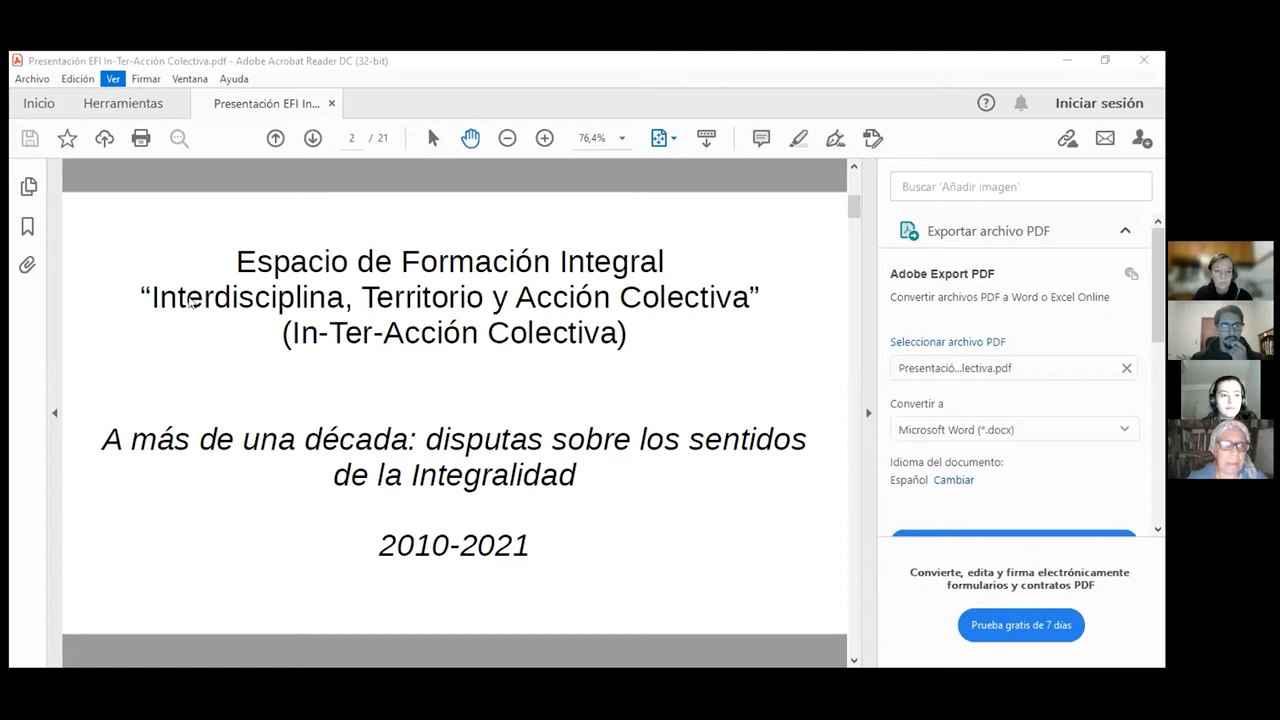 Presentación EFI In-Ter-Acción Colectiva.pdf - Adobe Acrobat Reader DC (32-bit)
Archivo Edición Ver Firmar Ventana Ayuda
Inicio Herramientas Presentación EFI In... Iniciar sesión
2 / 21 76,4%
Buscar 'Añadir imagen'
Exportar archivo PDF
Adobe Export PDF
Convertir archivos PDF a Word o Excel Online
Seleccionar archivo PDF
Presentació...lectiva.pdf
Convertir a
Microsoft Word (*.docx)
Idioma del documento:
Español Cambiar
Convierte, edita y firma electrónicamente
formularios y contratos PDF
Prueba gratis de 7 días
Espacio de Formación Integral
“Interdisciplina, Territorio y Acción Colectiva”
(In-Ter-Acción Colectiva)
A más de una década: disputas sobre los sentidos
de la Integralidad
2010-2021